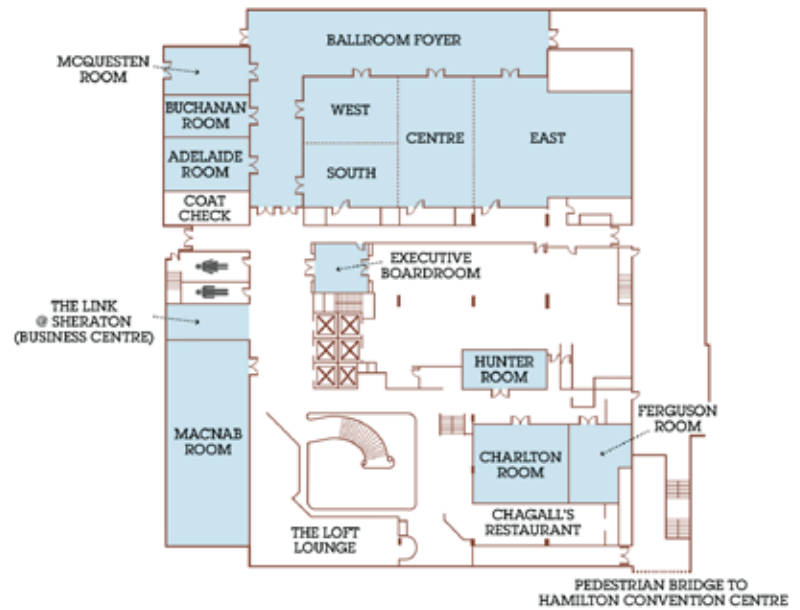 BALLROOM FOYER
MCQUESTEN
ROOM
BUCHANAN
ROOM
WEST
CENTRE
EAST
ADELAIDE
ROOM
SOUTH
COAT
CHECK
EXECUTIVE
BOARDROOM
THE LINK
@ SHERATON
(BUSINESS CENTRE)
HUNTER
ROOM
FERGUSON
ROOM
MACNAB
ROOM
CHARLTON
ROOM
CHAGALL'S
RESTAURANT
THE LOFT
LOUNGE
PEDESTRIAN BRIDGE TO
HAMILTON CONVENTION CENTRE